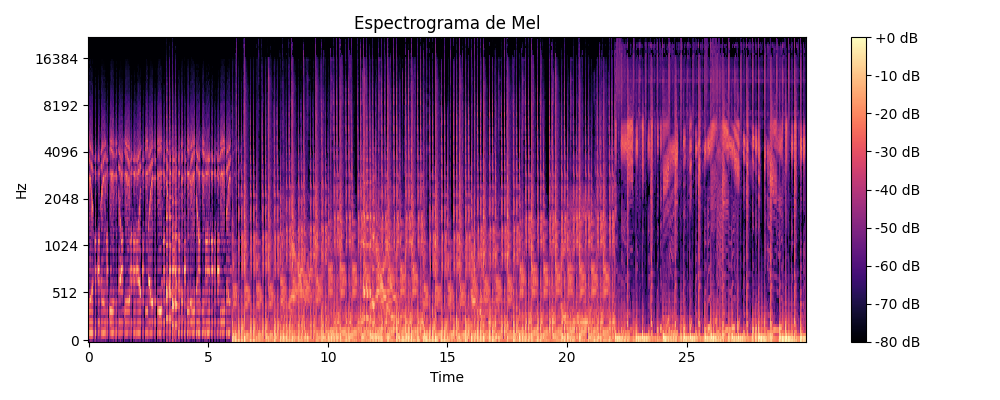 Espectrograma de Mel
Hz
16384
8192
4096
2048
1024
512
0
0 5 10 15 20 25
Time
+0 dB
-10 dB
-20 dB
-30 dB
-40 dB
-50 dB
-60 dB
-70 dB
-80 dB